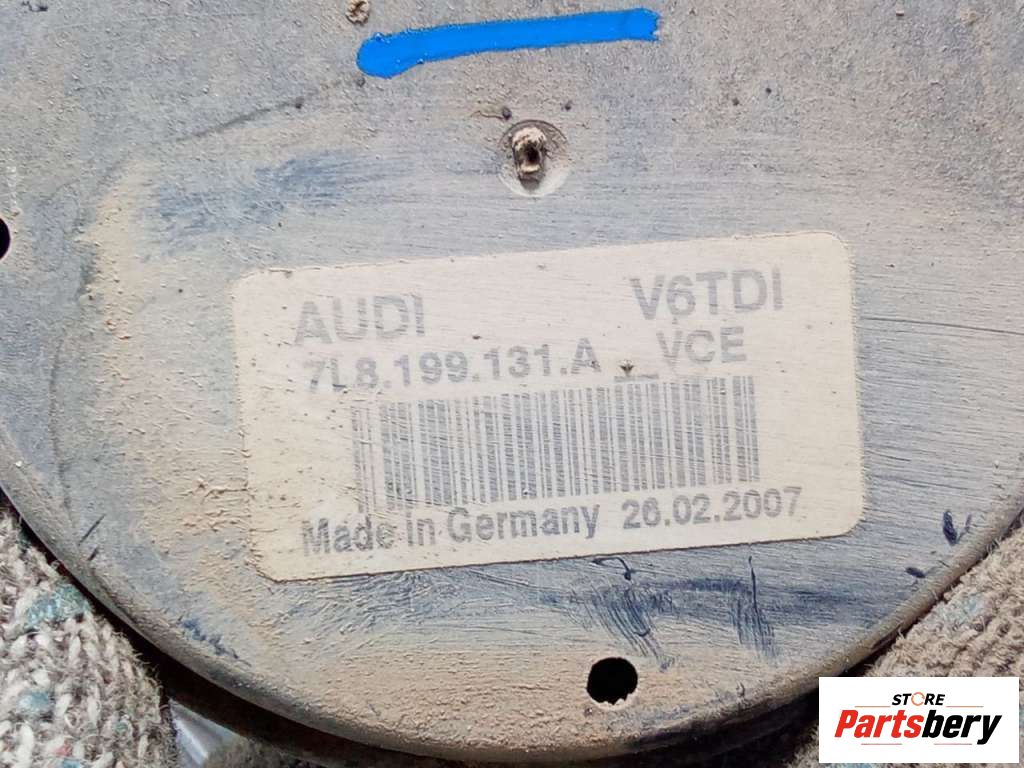 AUDI V6TDI
7L8.199.131.A _ VCE
Made in Germany 26.02.2007
STORE
Partsbery